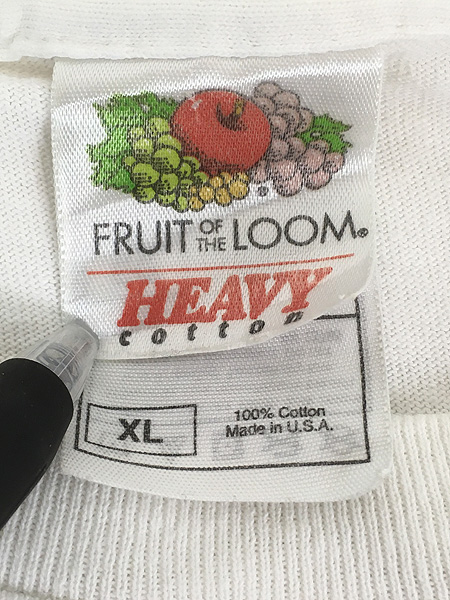 FRUIT OF THE LOOM®
HEAVY
cotton
XL
100% Cotton
Made in U.S.A.